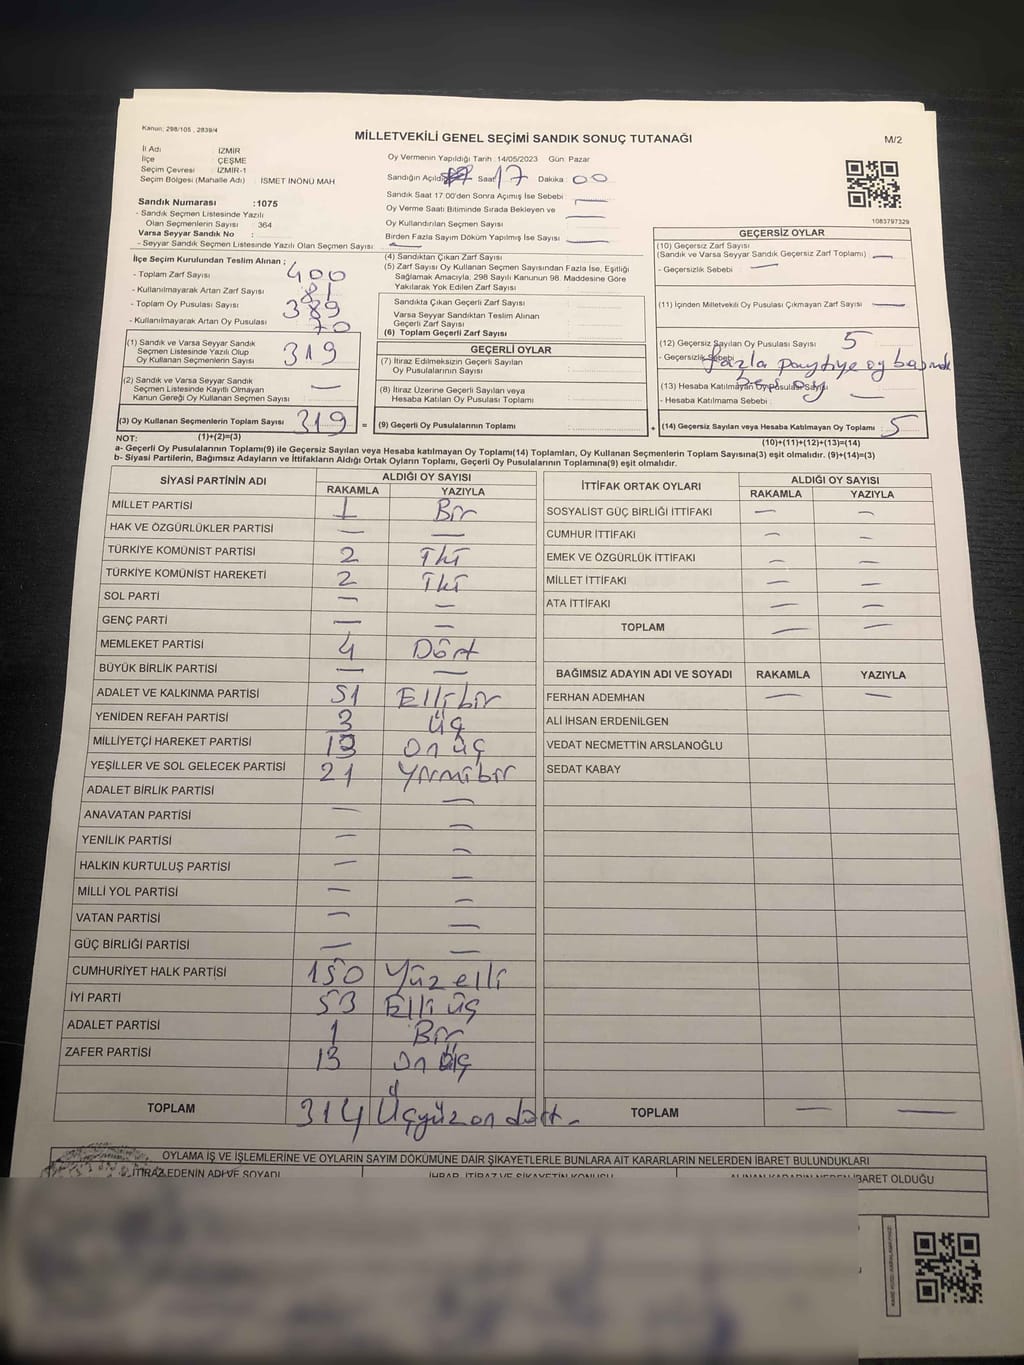 Kanun; 298/105 , 2839/4
MİLLETVEKİLİ GENEL SEÇİMİ SANDIK SONUÇ TUTANAĞI
M/2
İl Adı İZMİR
İlçe ÇEŞME
Seçim Çevresi İZMİR-1
Seçim Bölgesi (Mahalle Adı) : İSMET İNÖNÜ MAH
Sandık Numarası :1075
- Sandık Seçmen Listesinde Yazılı
Olan Seçmenlerin Sayısı 364
Varsa Seyyar Sandık No :
- Seyyar Sandık Seçmen Listesinde Yazılı Olan Seçmen Sayısı : —
Oy Vermenin Yapıldığı Tarih :14/05/2023 Gün Pazar
Sandığın Açıldığı Saat 17 Dakika 00
Sandık Saat 17:00'den Sonra Açımış İse Sebebi —
Oy Verme Saati Bitiminde Sırada Bekleyen ve
Oy Kullandırılan Seçmen Sayısı —
Birden Fazla Sayım Döküm Yapılmış İse Sayısı —
1083797329
İlçe Seçim Kurulundan Teslim Alınan ;
- Toplam Zarf Sayısı 400
- Kullanılmayarak Artan Zarf Sayısı 81
- Toplam Oy Pusulası Sayısı 389
- Kullanılmayarak Artan Oy Pusulası 70
(1) Sandık ve Varsa Seyyar Sandık
Seçmen Listesinde Yazılı Olup
Oy Kullanan Seçmenlerin Sayısı 319
(2) Sandık ve Varsa Seyyar Sandık
Seçmen Listesinde Kayıtlı Olmayan
Kanun Gereği Oy Kullanan Seçmen Sayısı —
(3) Oy Kullanan Seçmenlerin Toplam Sayısı 319 =
(4) Sandıktan Çıkan Zarf Sayısı
(5) Zarf Sayısı Oy Kullanan Seçmen Sayısından Fazla İse, Eşitliği
Sağlamak Amacıyla, 298 Sayılı Kanunun 98. Maddesine Göre
Yakılarak Yok Edilen Zarf Sayısı
Sandıkta Çıkan Geçerli Zarf Sayısı
Varsa Seyyar Sandıktan Teslim Alınan
Geçerli Zarf Sayısı
(6) Toplam Geçerli Zarf Sayısı
GEÇERLİ OYLAR
(7) İtiraz Edilmeksizin Geçerli Sayılan
Oy Pusulalarının Sayısı
(8) İtiraz Üzerine Geçerli Sayılan veya
Hesaba Katılan Oy Pusulası Toplamı
(9) Geçerli Oy Pusulalarının Toplamı +
GEÇERSİZ OYLAR
(10) Geçersiz Zarf Sayısı
(Sandık ve Varsa Seyyar Sandık Geçersiz Zarf Toplamı) : —
- Geçersizlik Sebebi —
(11) İçinden Milletvekili Oy Pusulası Çıkmayan Zarf Sayısı —
(12) Geçersiz Sayılan Oy Pusulası Sayısı 5
- Geçersizlik Sebebi fazla partiye oy basmak
(13) Hesaba Katılmayan Oy Pusulası Sayısı
- Hesaba Katılmama Sebebi —
(14) Geçersiz Sayılan veya Hesaba Katılmayan Oy Toplamı 5
NOT: (1)+(2)=(3)
(10)+(11)+(12)+(13)=(14)
a- Geçerli Oy Pusulalarının Toplamı(9) ile Geçersiz Sayılan veya Hesaba Katılmayan Oy Toplamı(14) Toplamları, Oy Kullanan Seçmenlerin Toplam Sayısına(3) eşit olmalıdır. (9)+(14)=(3)
b- Siyasi Partilerin, Bağımsız Adayların ve İttifakların Aldığı Ortak Oyların Toplamı, Geçerli Oy Pusulalarının Toplamına(9) eşit olmalıdır.
SİYASİ PARTİNİN ADI ALDIĞI OY SAYISI
RAKAMLA YAZIYLA
MİLLET PARTİSİ 1 Bir
HAK VE ÖZGÜRLÜKLER PARTİSİ — —
TÜRKİYE KOMÜNİST PARTİSİ 2 İki
TÜRKİYE KOMÜNİST HAREKETİ 2 İki
SOL PARTİ — —
GENÇ PARTİ — —
MEMLEKET PARTİSİ 4 Dört
BÜYÜK BİRLİK PARTİSİ — —
ADALET VE KALKINMA PARTİSİ 51 Ellibir
YENİDEN REFAH PARTİSİ 3 üç
MİLLİYETÇİ HAREKET PARTİSİ 13 On üç
YEŞİLLER VE SOL GELECEK PARTİSİ 21 Yirmibir
ADALET BİRLİK PARTİSİ —
ANAVATAN PARTİSİ — —
YENİLİK PARTİSİ — —
HALKIN KURTULUŞ PARTİSİ — —
MİLLİ YOL PARTİSİ — —
VATAN PARTİSİ — —
GÜÇ BİRLİĞİ PARTİSİ — —
CUMHURİYET HALK PARTİSİ 150 Yüzelli
İYİ PARTİ 53 Elli üç
ADALET PARTİSİ 1 Bir
ZAFER PARTİSİ 13 On üç
TOPLAM 314 Üçyüz on dört
İTTİFAK ORTAK OYLARI ALDIĞI OY SAYISI
RAKAMLA YAZIYLA
SOSYALİST GÜÇ BİRLİĞİ İTTİFAKI — —
CUMHUR İTTİFAKI — —
EMEK VE ÖZGÜRLÜK İTTİFAKI — —
MİLLET İTTİFAKI — —
ATA İTTİFAKI — —
TOPLAM — —
BAĞIMSIZ ADAYIN ADI VE SOYADI RAKAMLA YAZIYLA
FERHAN ADEMHAN — —
ALİ İHSAN ERDENİLGEN
VEDAT NECMETTİN ARSLANOĞLU
SEDAT KABAY
TOPLAM — —
OYLAMA İŞ VE İŞLEMLERİNE VE OYLARIN SAYIM DÖKÜMÜNE DAİR ŞİKAYETLERLE BUNLARA AİT KARARLARIN NELERDEN İBARET BULUNDUKLARI
İTİRAZ EDENİN ADI VE SOYADI İHBAR, İTİRAZ VE ŞİKAYETİN KONUSU ALINAN KARARIN NEDEN İBARET OLDUĞU